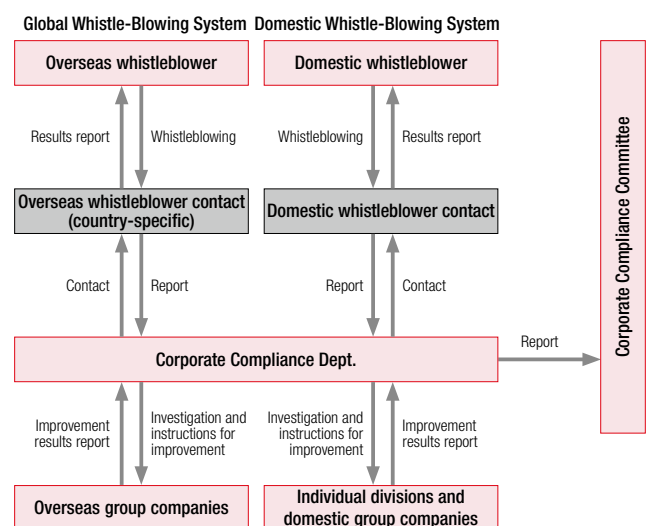 Global Whistle-Blowing System
Domestic Whistle-Blowing System
Overseas whistleblower
Domestic whistleblower
Results report
Whistleblowing
Whistleblowing
Results report
Overseas whistleblower contact
(country-specific)
Domestic whistleblower contact
Contact
Report
Report
Contact
Corporate Compliance Dept.
Report
Corporate Compliance Committee
Improvement
results report
Investigation and
instructions for
improvement
Investigation and
instructions for
improvement
Improvement
results report
Overseas group companies
Individual divisions and
domestic group companies